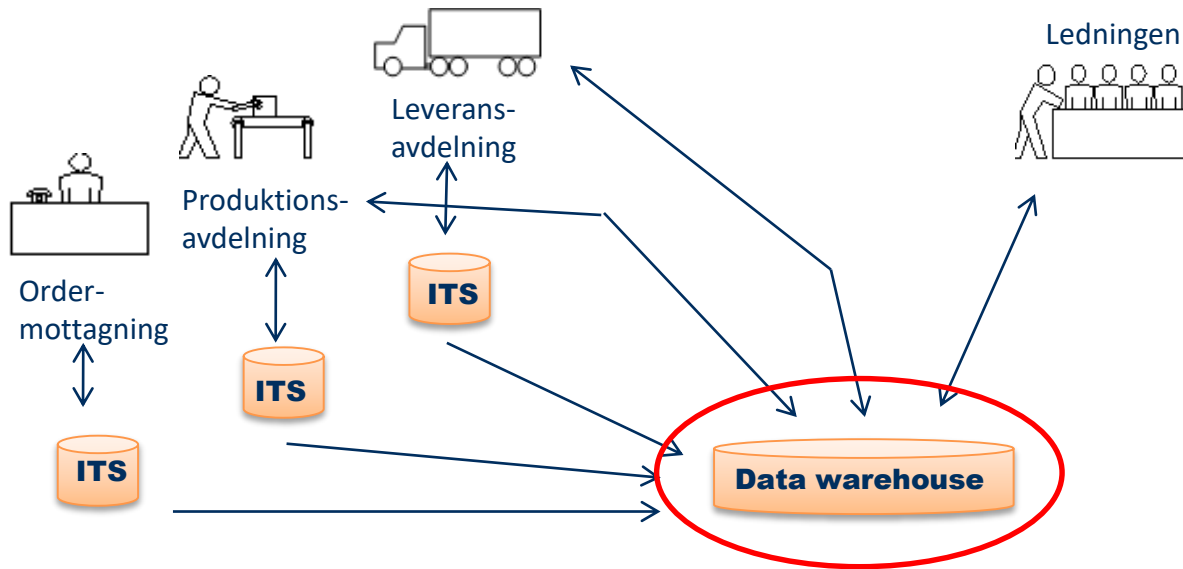 Ledningen
Leverans-
avdelning
Produktions-
avdelning
ITS
Order-
mottagning
ITS
ITS
Data warehouse